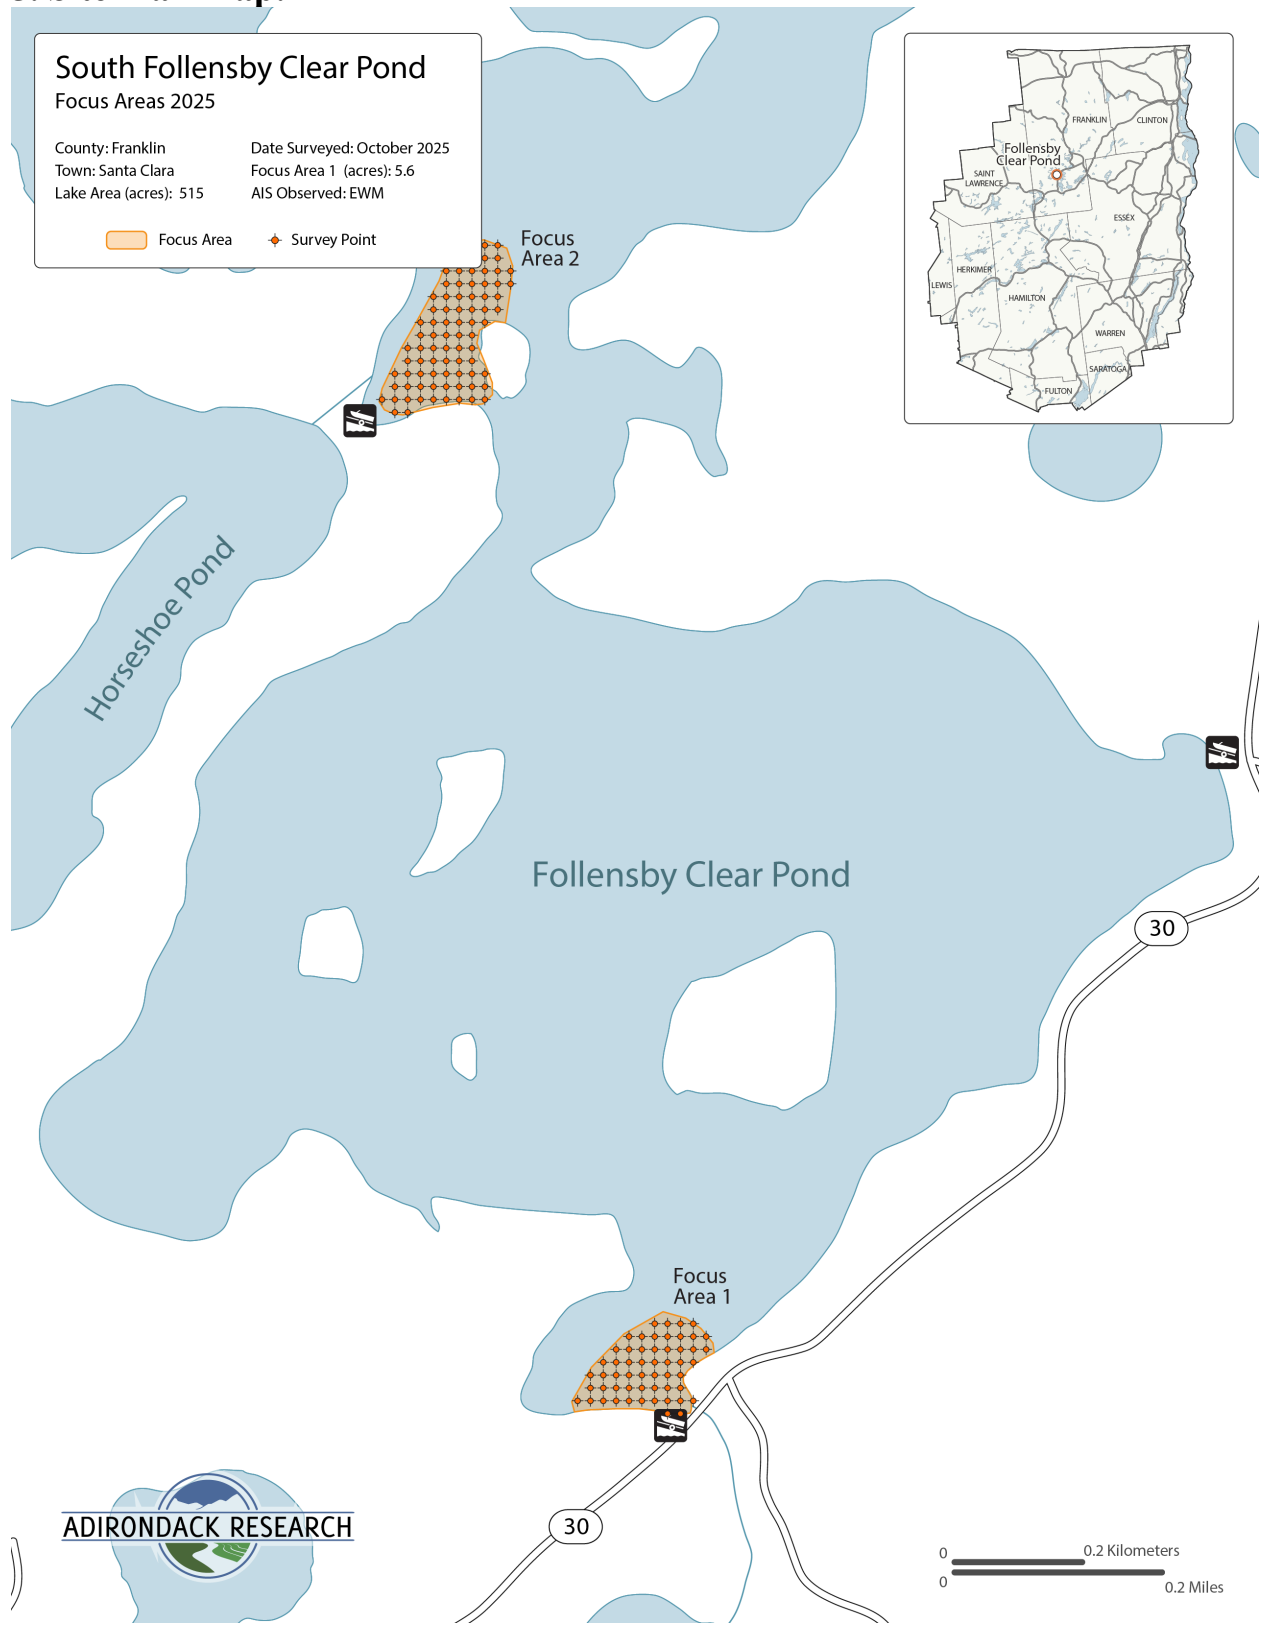 South Follensby Clear Pond
Focus Areas 2025
County: Franklin
Town: Santa Clara
Lake Area (acres): 515
Date Surveyed: October 2025
Focus Area 1 (acres): 5.6
AIS Observed: EWM
Focus Area
Survey Point
Focus
Area 2
FRANKLIN
CLINTON
Follensby
Clear Pond
SAINT
LAWRENCE
ESSEX
HERKIMER
LEWIS
HAMILTON
WARREN
SARATOGA
FULTON
Horseshoe Pond
Follensby Clear Pond
30
Focus
Area 1
30
ADIRONDACK RESEARCH
0
0.2 Kilometers
0
0.2 Miles